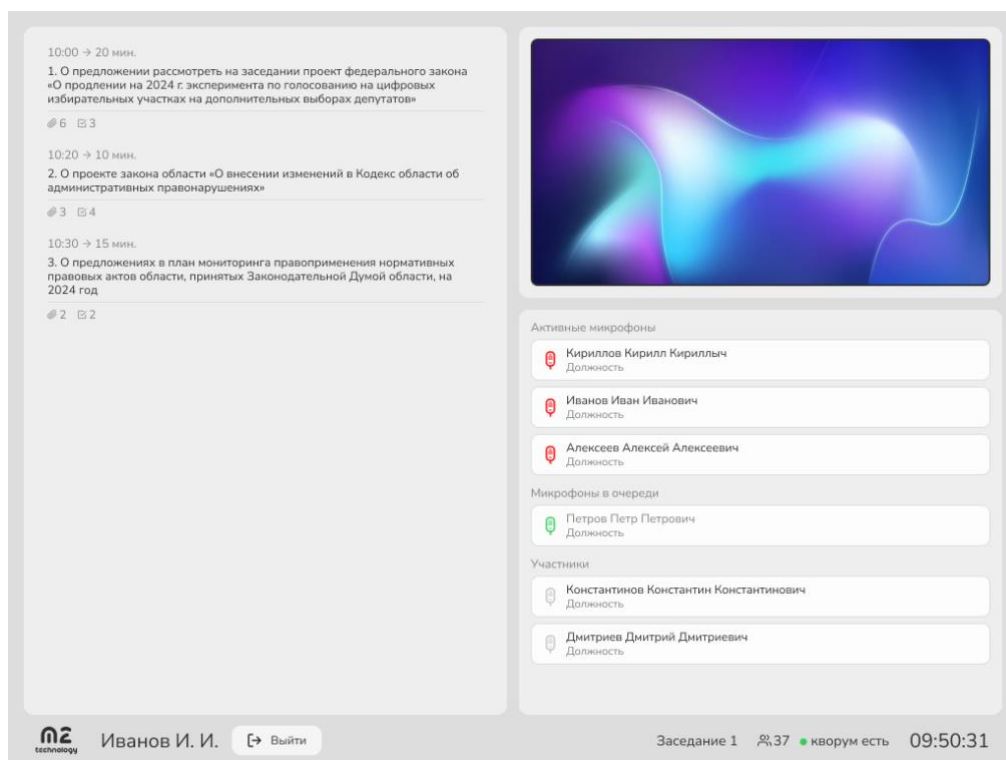 10:00 → 20 мин.
1. О предложении рассмотреть на заседании проект федерального закона
«О продлении на 2024 г. эксперимента по голосованию на цифровых
избирательных участках на дополнительных выборах депутатов»
6 3
10:20 → 10 мин.
2. О проекте закона области «О внесении изменений в Кодекс области об
административных правонарушениях»
3 4
10:30 → 15 мин.
3. О предложениях в план мониторинга правоприменения нормативных
правовых актов области, принятых Законодательной Думой области, на
2024 год
2 2
Активные микрофоны
Кириллов Кирилл Кириллыч
Должность
Иванов Иван Иванович
Должность
Алексеев Алексей Алексеевич
Должность
Микрофоны в очереди
Петров Петр Петрович
Должность
Участники
Константинов Константин Константинович
Должность
Дмитриев Дмитрий Дмитриевич
Должность
m2
technology
Иванов И. И.
Выйти
Заседание 1
37
кворум есть
09:50:31